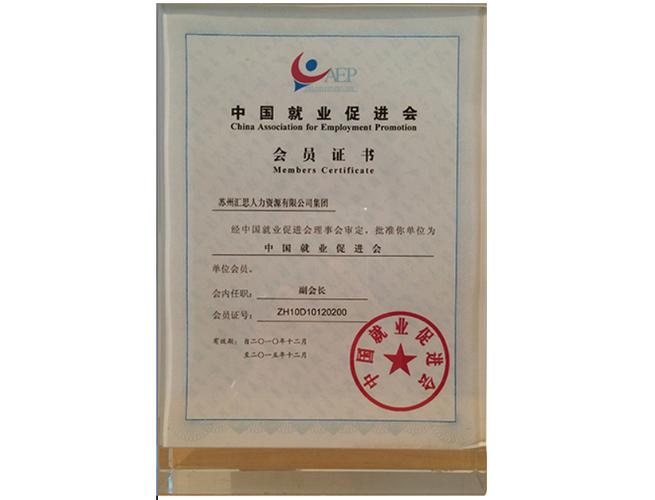 AEP
中国就业促进会
China Association for Employment Promotion
会员证书
Members Certificate
苏州汇思人力资源有限公司集团
经中国就业促进会理事会审定，批准你单位为
中国就业促进会
单位会员。
会内任职： 副会长
会员证号： ZH10D10120200
有效期：自二〇一〇年十二月
至二〇一五年十二月
中国就业促进会